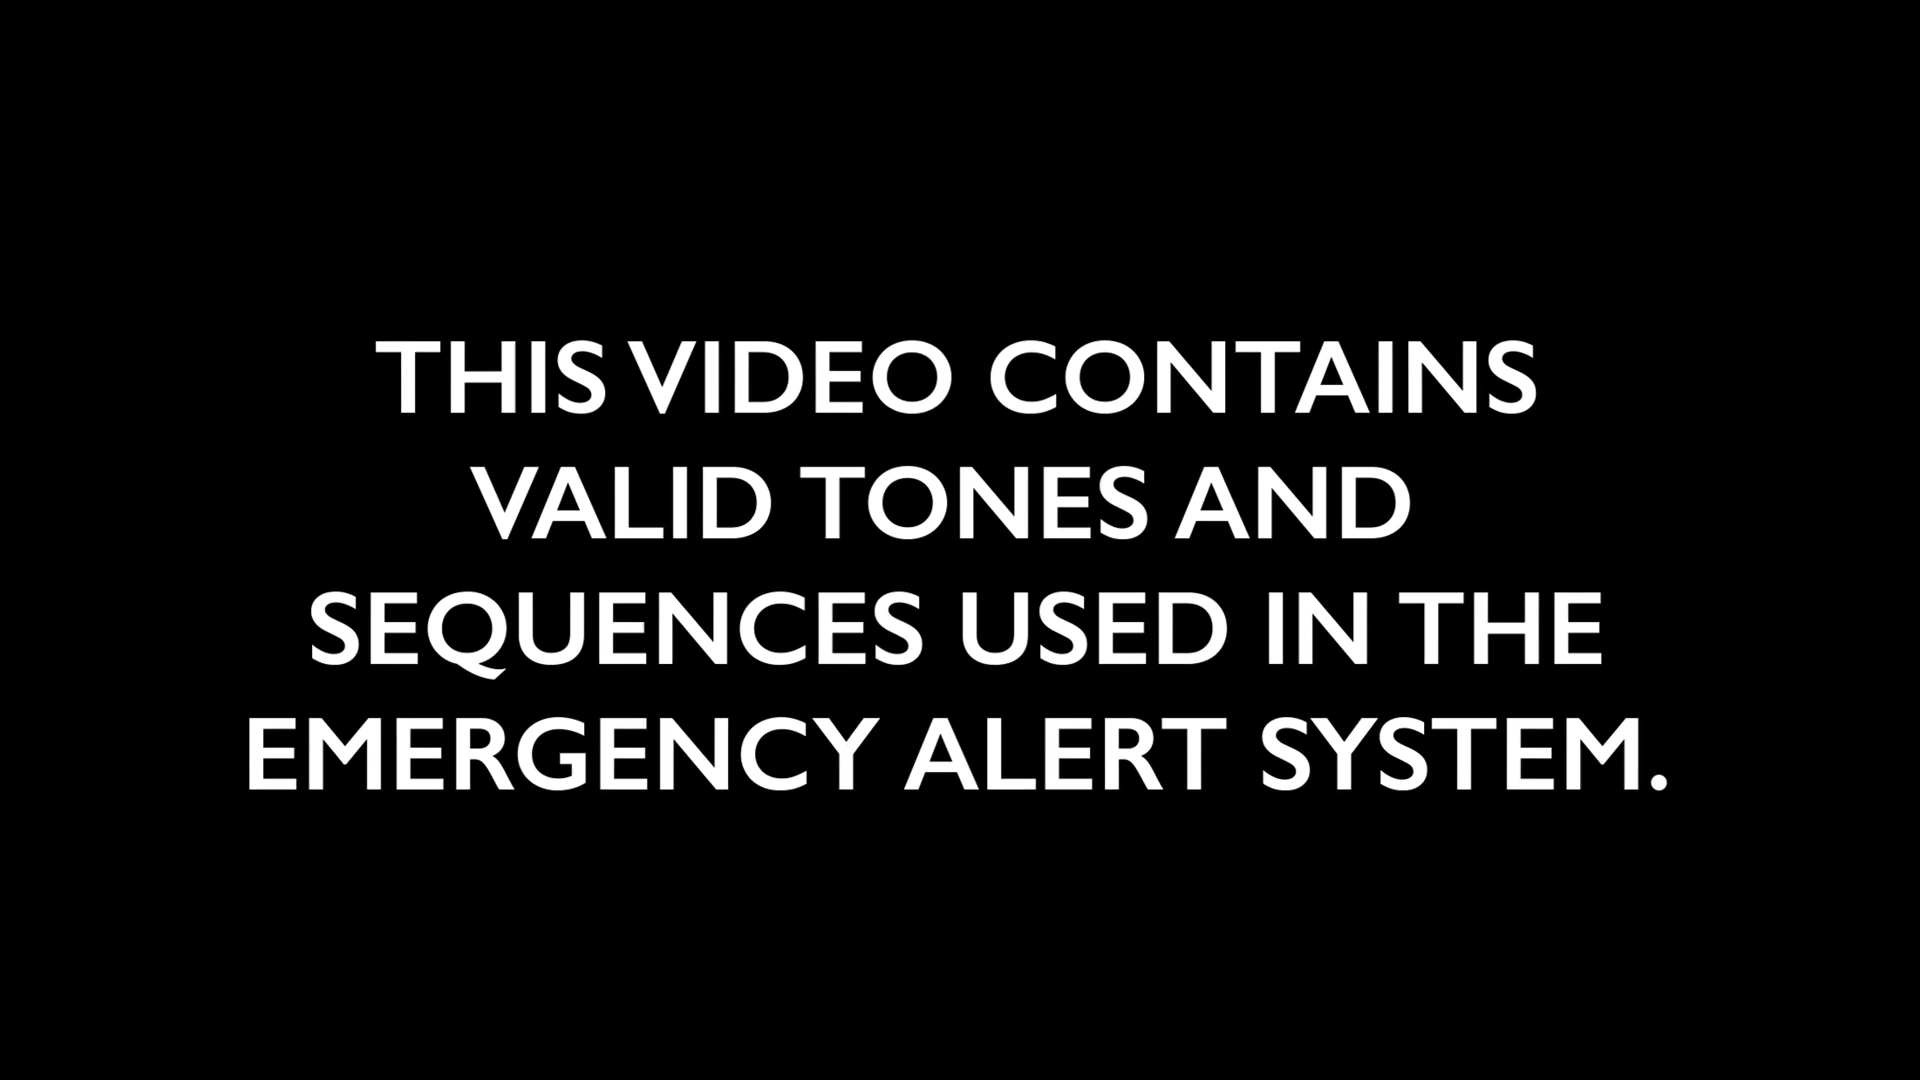 THIS VIDEO CONTAINS
VALID TONES AND
SEQUENCES USED IN THE
EMERGENCY ALERT SYSTEM.